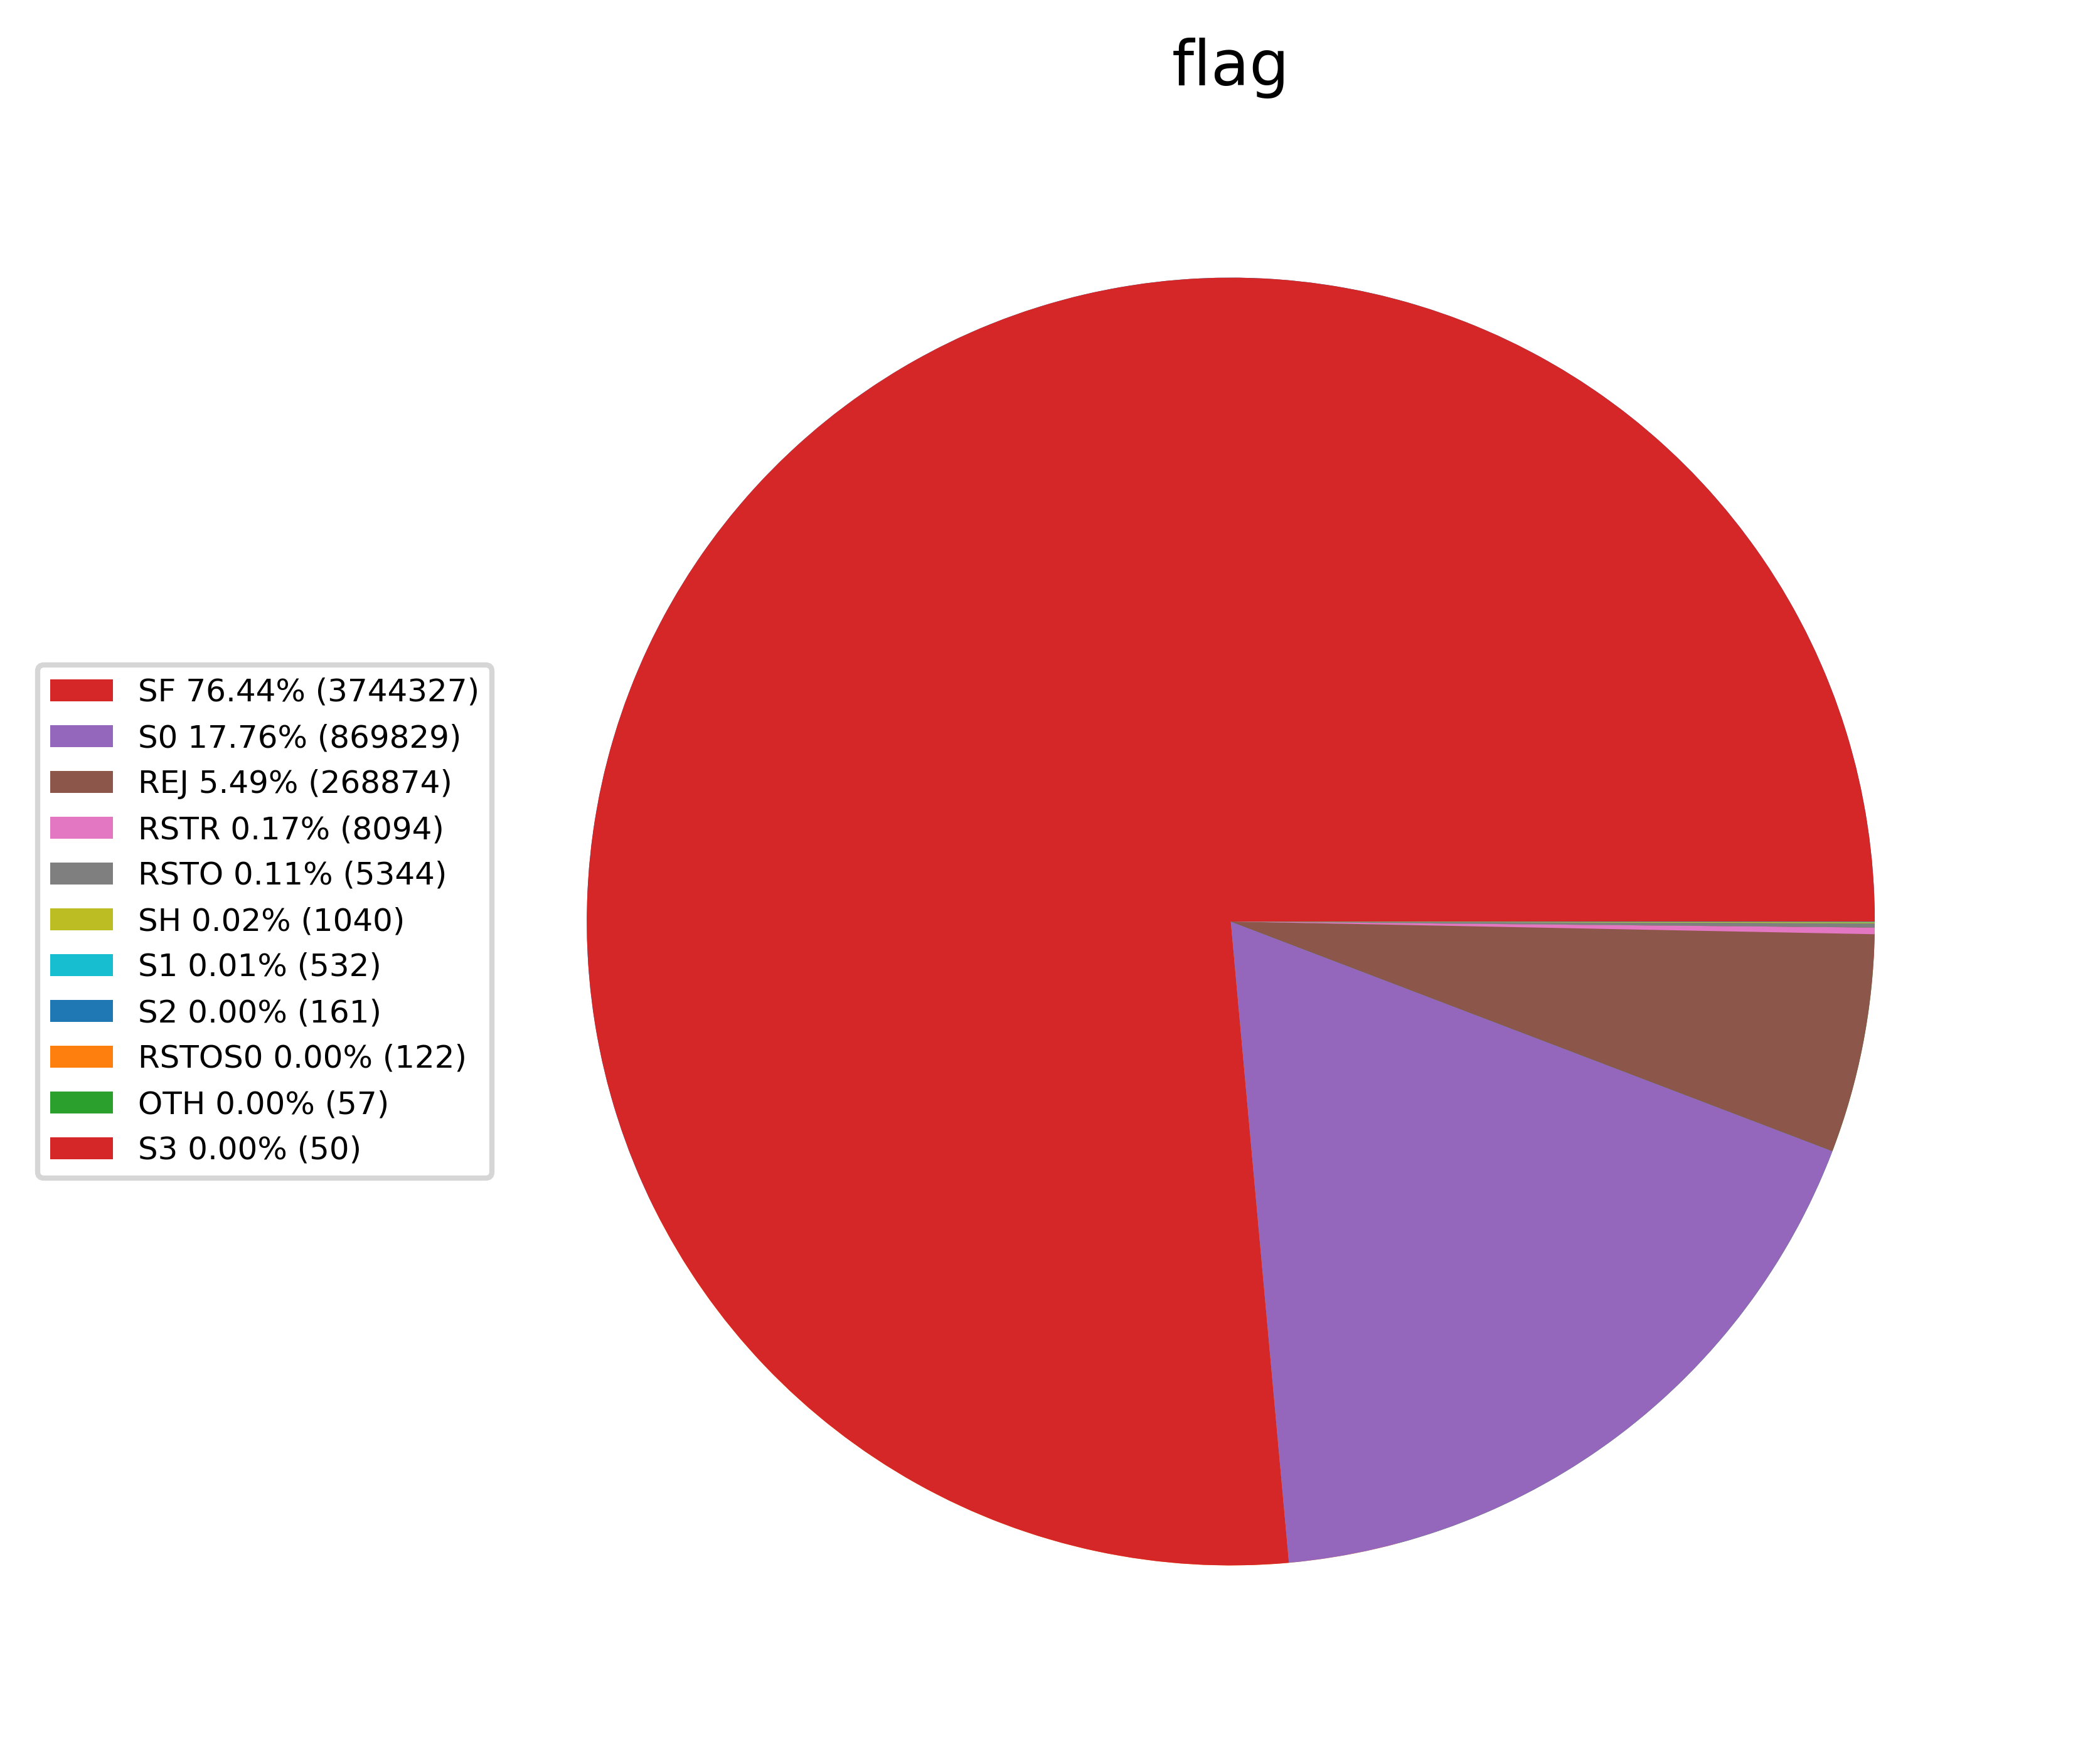 flag
SF 76.44% (3744327)
S0 17.76% (869829)
REJ 5.49% (268874)
RSTR 0.17% (8094)
RSTO 0.11% (5344)
SH 0.02% (1040)
S1 0.01% (532)
S2 0.00% (161)
RSTOS0 0.00% (122)
OTH 0.00% (57)
S3 0.00% (50)